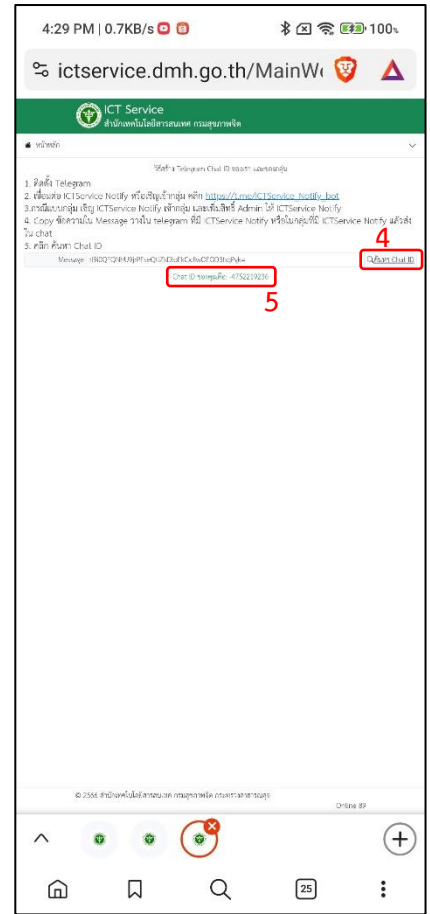 4:29 PM | 0.7KB/s
100%
ictservice.dmh.go.th/MainWe
ICT Service
สำนักเทคโนโลยีสารสนเทศ กรมสุขภาพจิต
หน้าหลัก
วิธีสร้าง Telegram Chat ID ของเรา และของกลุ่ม
1. ติดตั้ง Telegram
2. เชื่อมต่อ ICTService Notify หรือเชิญเข้ากลุ่ม คลิก https://t.me/ICTService_Notify_bot
3.กรณีแบบกลุ่ม เชิญ ICTService Notify เข้ากลุ่ม และเพิ่มสิทธิ์ Admin ให้ ICTService Notify
4. Copy ข้อความใน Message วางใน telegram ที่มี ICTService Notify หรือในกลุ่มที่มี ICTService Notify แล้วส่ง
ใน chat
5. คลิก ค้นหา Chat ID
4
Message
ค้นหา Chat ID
Chat ID ของคุณคือ: -4752219236
5
© 2566 สำนักเทคโนโลยีสารสนเทศ กรมสุขภาพจิต กระทรวงสาธารณสุข
Online 89
25